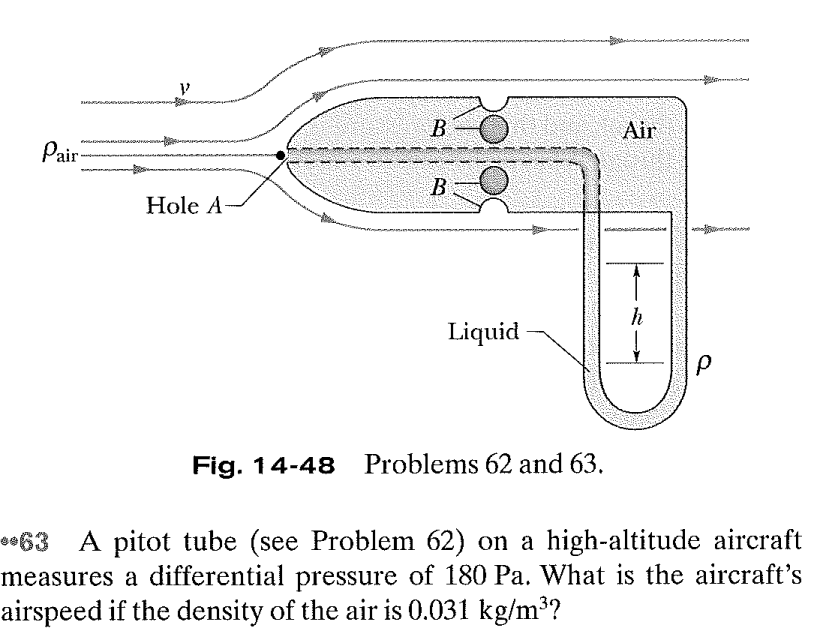 v
B
Air
ρair
B
Hole A
h
Liquid
ρ
Fig. 14-48 Problems 62 and 63.
••63 A pitot tube (see Problem 62) on a high-altitude aircraft
measures a differential pressure of 180 Pa. What is the aircraft's
airspeed if the density of the air is 0.031 kg/m³?